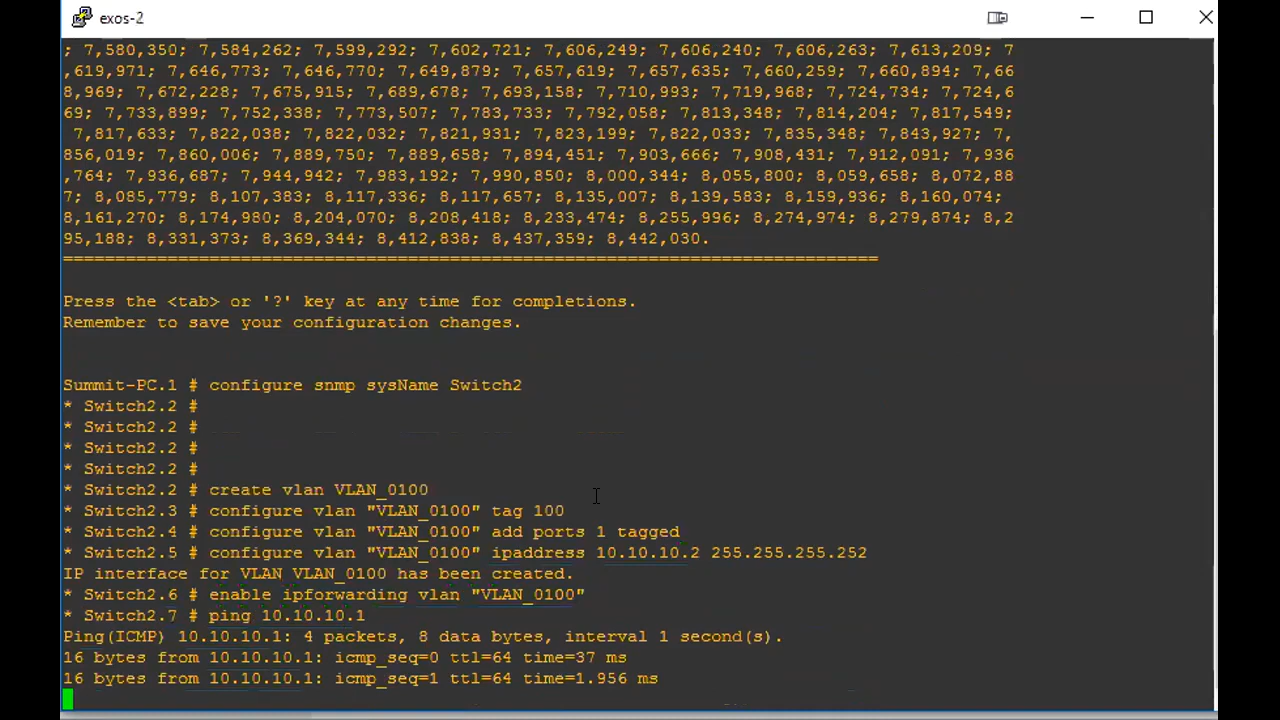 exos-2
; 7,580,350; 7,584,262; 7,599,292; 7,602,721; 7,606,249; 7,606,240; 7,606,263; 7,613,209; 7
,619,971; 7,646,773; 7,646,770; 7,649,879; 7,657,619; 7,657,635; 7,660,259; 7,660,894; 7,66
8,969; 7,672,228; 7,675,915; 7,689,678; 7,693,158; 7,710,993; 7,719,968; 7,724,734; 7,724,6
69; 7,733,899; 7,752,338; 7,773,507; 7,783,733; 7,792,058; 7,813,348; 7,814,204; 7,817,549;
 7,817,633; 7,822,038; 7,822,032; 7,821,931; 7,823,199; 7,822,033; 7,835,348; 7,843,927; 7,
856,019; 7,860,006; 7,889,750; 7,889,658; 7,894,451; 7,903,666; 7,908,431; 7,912,091; 7,936
,764; 7,936,687; 7,944,942; 7,983,192; 7,990,850; 8,000,344; 8,055,800; 8,059,658; 8,072,88
7; 8,085,779; 8,107,383; 8,117,336; 8,117,657; 8,135,007; 8,139,583; 8,159,936; 8,160,074;
8,161,270; 8,174,980; 8,204,070; 8,208,418; 8,233,474; 8,255,996; 8,274,974; 8,279,874; 8,2
95,188; 8,331,373; 8,369,344; 8,412,838; 8,437,359; 8,442,030.
==============================================================================
Press the <tab> or '?' key at any time for completions.
Remember to save your configuration changes.
Summit-PC.1 # configure snmp sysName Switch2
* Switch2.2 #
* Switch2.2 #
* Switch2.2 #
* Switch2.2 #
* Switch2.2 # create vlan VLAN_0100
* Switch2.3 # configure vlan "VLAN_0100" tag 100
* Switch2.4 # configure vlan "VLAN_0100" add ports 1 tagged
* Switch2.5 # configure vlan "VLAN_0100" ipaddress 10.10.10.2 255.255.255.252
IP interface for VLAN VLAN_0100 has been created.
* Switch2.6 # enable ipforwarding vlan "VLAN_0100"
* Switch2.7 # ping 10.10.10.1
Ping(ICMP) 10.10.10.1: 4 packets, 8 data bytes, interval 1 second(s).
16 bytes from 10.10.10.1: icmp_seq=0 ttl=64 time=37 ms
16 bytes from 10.10.10.1: icmp_seq=1 ttl=64 time=1.956 ms